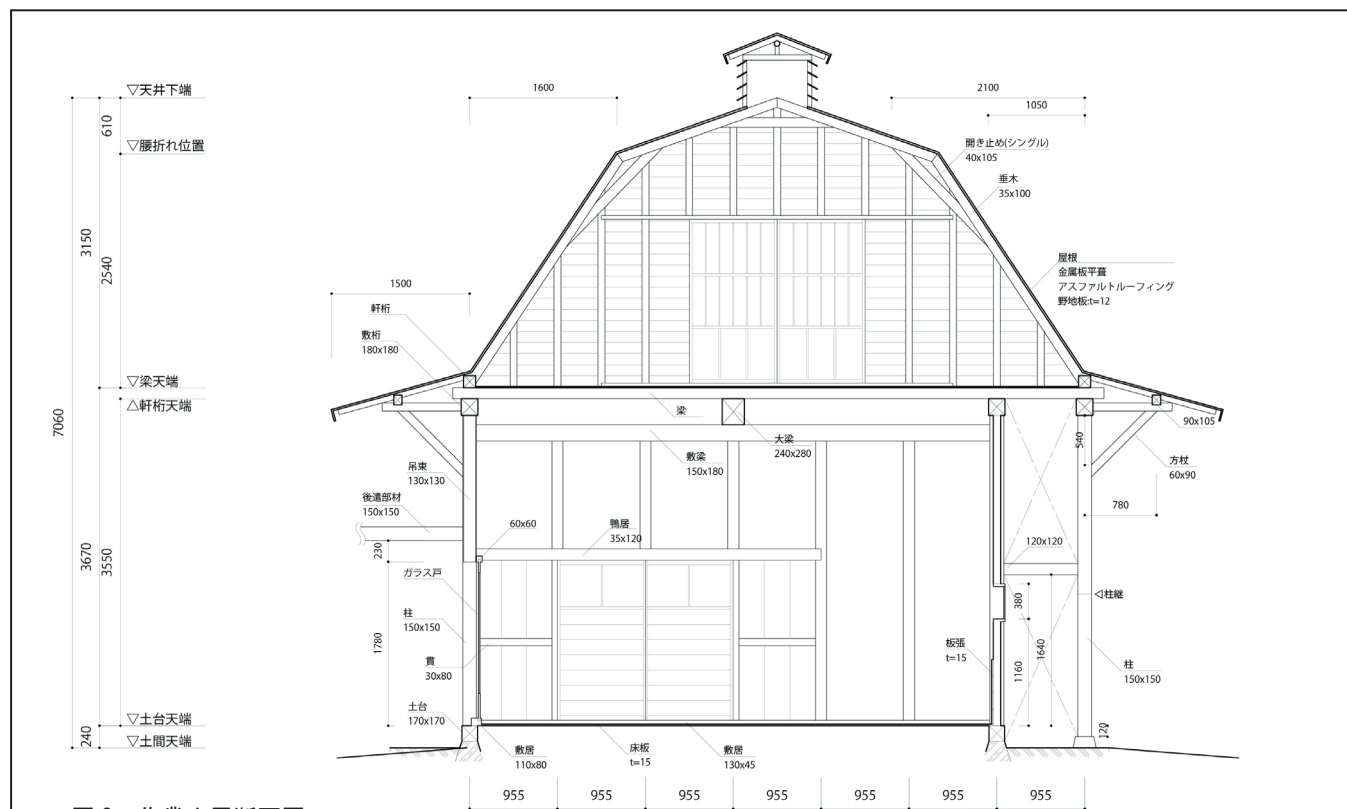 ▽天井下端
1600
2100
1050
610
▽腰折れ位置
開き止め(シングル)
40x105
垂木
35x100
3150
2540
屋根
金属板平葺
アスファルトルーフィング
野地板:t=12
1500
軒桁
敷桁
180x180
▽梁天端
△軒桁天端
7060
梁
大梁
240x280
敷梁
150x180
90x105
540
方杖
60x90
吊束
130x130
後遣部材
150x150
780
60x60
鴨居
35x120
230
120x120
3670
3550
ガラス戸
380
◁柱継
柱
150x150
1780
1160
1640
板張
t=15
貫
30x80
柱
150x150
土台
170x170
▽土台天端
240
▽土間天端
120
敷居
110x80
床板
t=15
敷居
130x45
955 955 955 955 955 955 955